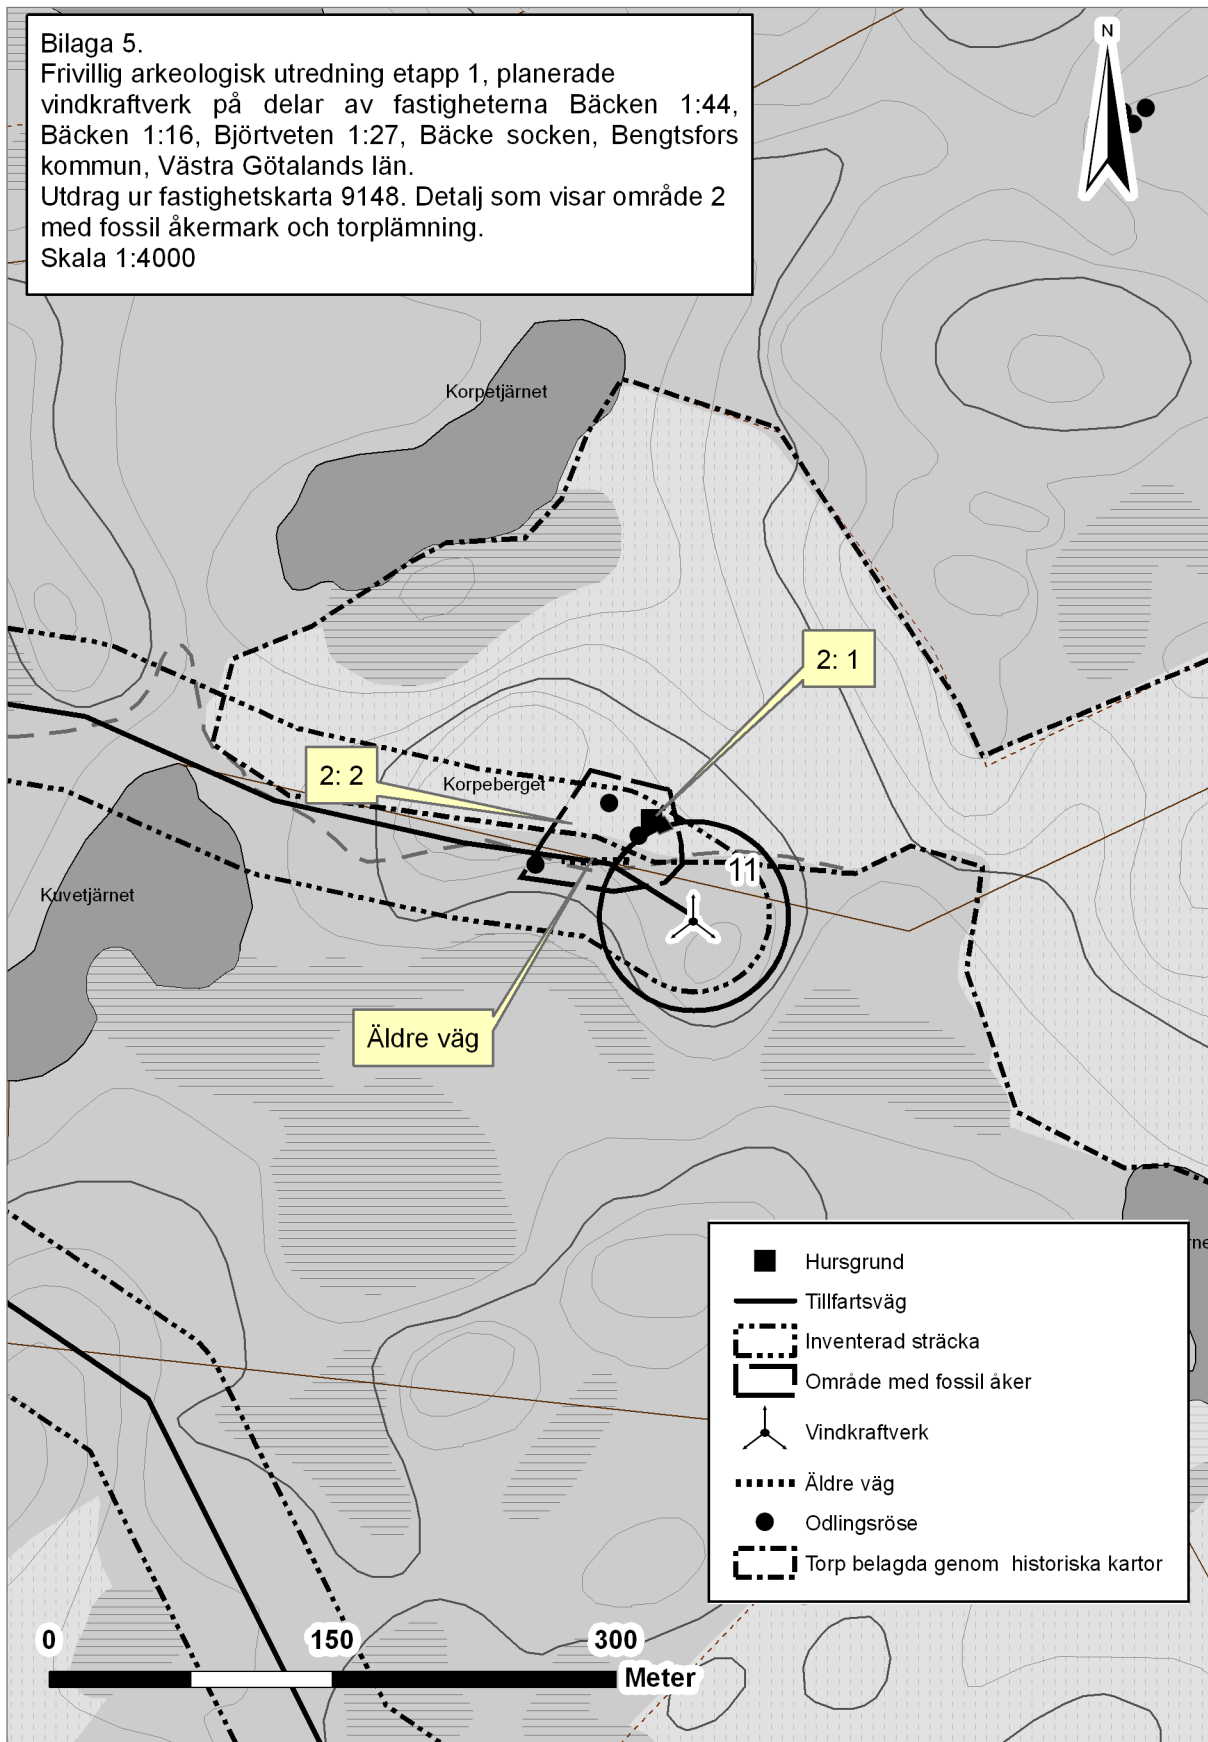 Bilaga 5.
Frivillig arkeologisk utredning etapp 1, planerade
vindkraftverk på delar av fastigheterna Bäcken 1:44,
Bäcken 1:16, Björtveten 1:27, Bäcke socken, Bengtsfors
kommun, Västra Götalands län.
Utdrag ur fastighetskarta 9148. Detalj som visar område 2
med fossil åkermark och torplämning.
Skala 1:4000
N
Korpetjärnet
2: 1
2: 2
Korpeberget
11
Kuvetjärnet
Äldre väg
Hursgrund
Tillfartsväg
Inventerad sträcka
Område med fossil åker
Vindkraftverk
Äldre väg
Odlingsröse
Torp belagda genom  historiska kartor
0
150
300
Meter